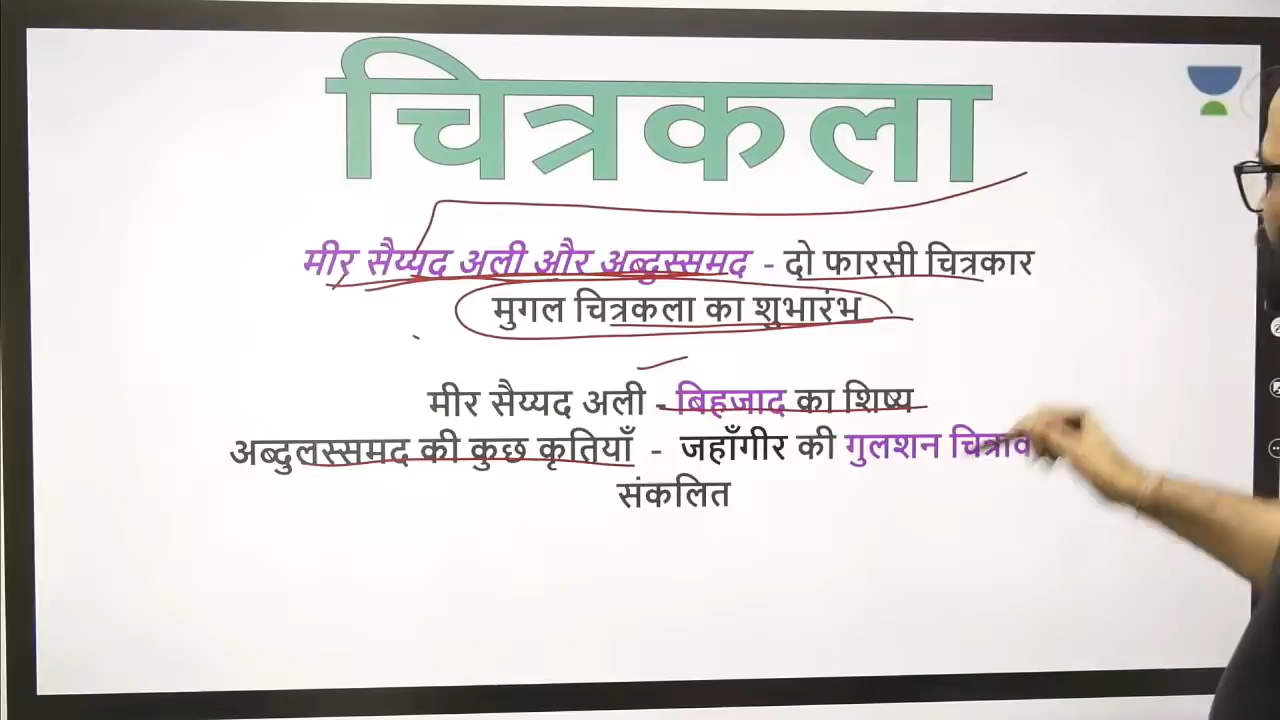 चित्रकला
मीर सैय्यद अली और अब्दुस्समद - दो फारसी चित्रकार
मुगल चित्रकला का शुभारंभ
मीर सैय्यद अली - बिहजाद का शिष्य
अब्दुलस्समद की कुछ कृतियाँ - जहाँगीर की गुलशन
संकलित